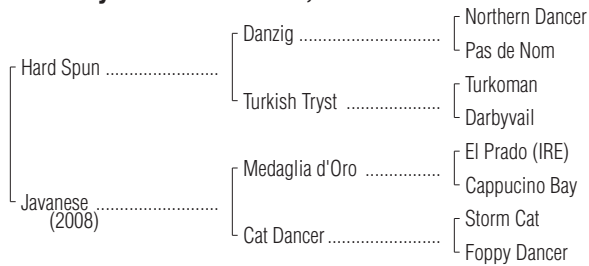 Northern Dancer
Danzig ................................
Pas de Nom
Hard Spun ........................
Turkoman
Turkish Tryst .....................
Darbyvail
El Prado (IRE)
Medaglia d'Oro .................
Cappucino Bay
Javanese ..........................
(2008)
Storm Cat
Cat Dancer.........................
Foppy Dancer